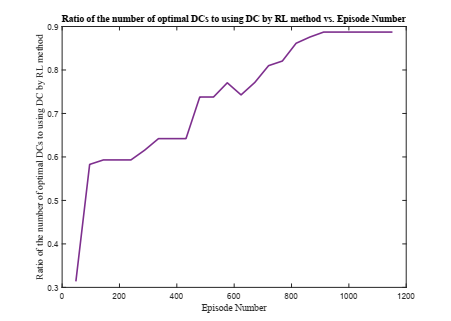 Ratio of the number of optimal DCs to using DC by RL method vs. Episode Number
Ratio of the number of optimal DCs to using DC by RL method
0.9
0.8
0.7
0.6
0.5
0.4
0.3
0 200 400 600 800 1000 1200
Episode Number